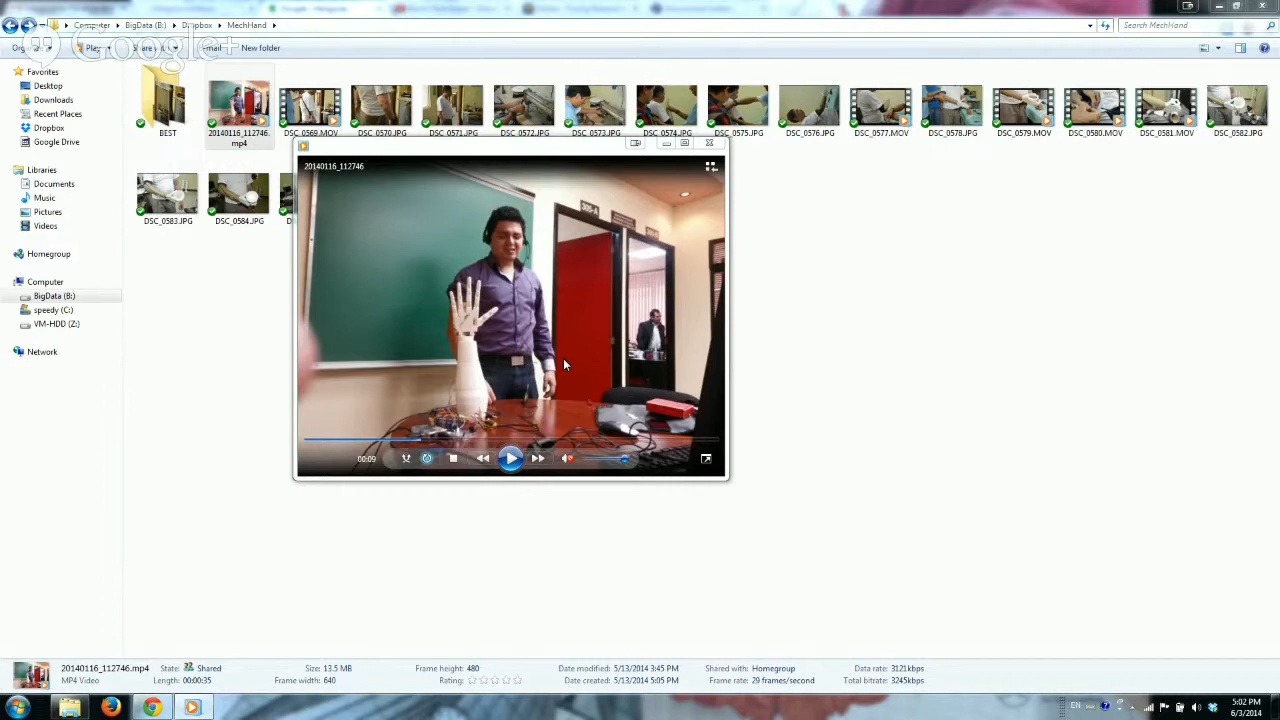 Computer ▸ BigData (B:) ▸ Dropbox ▸ MechHand ▸
Search MechHand
Google+
New folder
Favorites
Desktop
Downloads
Recent Places
Dropbox
Google Drive
Libraries
Documents
Music
Pictures
Videos
Homegroup
Computer
BigData (B:)
speedy (C:)
VM-HDD (Z:)
Network
BEST
20140116_112746.
mp4
DSC_0569.MOV
DSC_0570.JPG
DSC_0571.JPG
DSC_0572.JPG
DSC_0573.JPG
DSC_0574.JPG
DSC_0575.JPG
DSC_0576.JPG
DSC_0577.MOV
DSC_0578.JPG
DSC_0579.MOV
DSC_0580.MOV
DSC_0581.MOV
DSC_0582.JPG
DSC_0583.JPG
DSC_0584.JPG
20140116_112746
305-A
00:09
20140116_112746.mp4
State: Shared
Size: 13.5 MB
Frame height: 480
Date modified: 5/13/2014 3:45 PM
Shared with: Homegroup
Data rate: 3121kbps
MP4 Video
Length: 00:00:35
Frame width: 640
Rating:
Date created: 5/13/2014 5:05 PM
Frame rate: 29 frames/second
Total bitrate: 3245kbps
EN
5:02 PM
6/3/2014